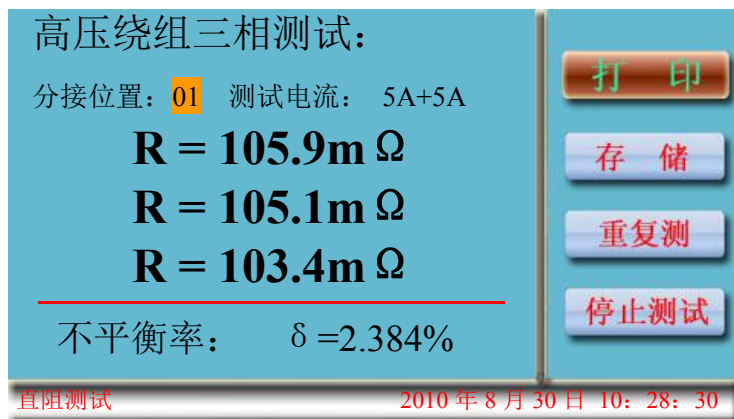 高压绕组三相测试：
分接位置：01 测试电流： 5A+5A
R = 105.9mΩ
R = 105.1mΩ
R = 103.4mΩ
不平衡率： δ=2.384%
打 印
存 储
重复测
停止测试
直阻测试 2010 年 8 月 30 日 10：28：30